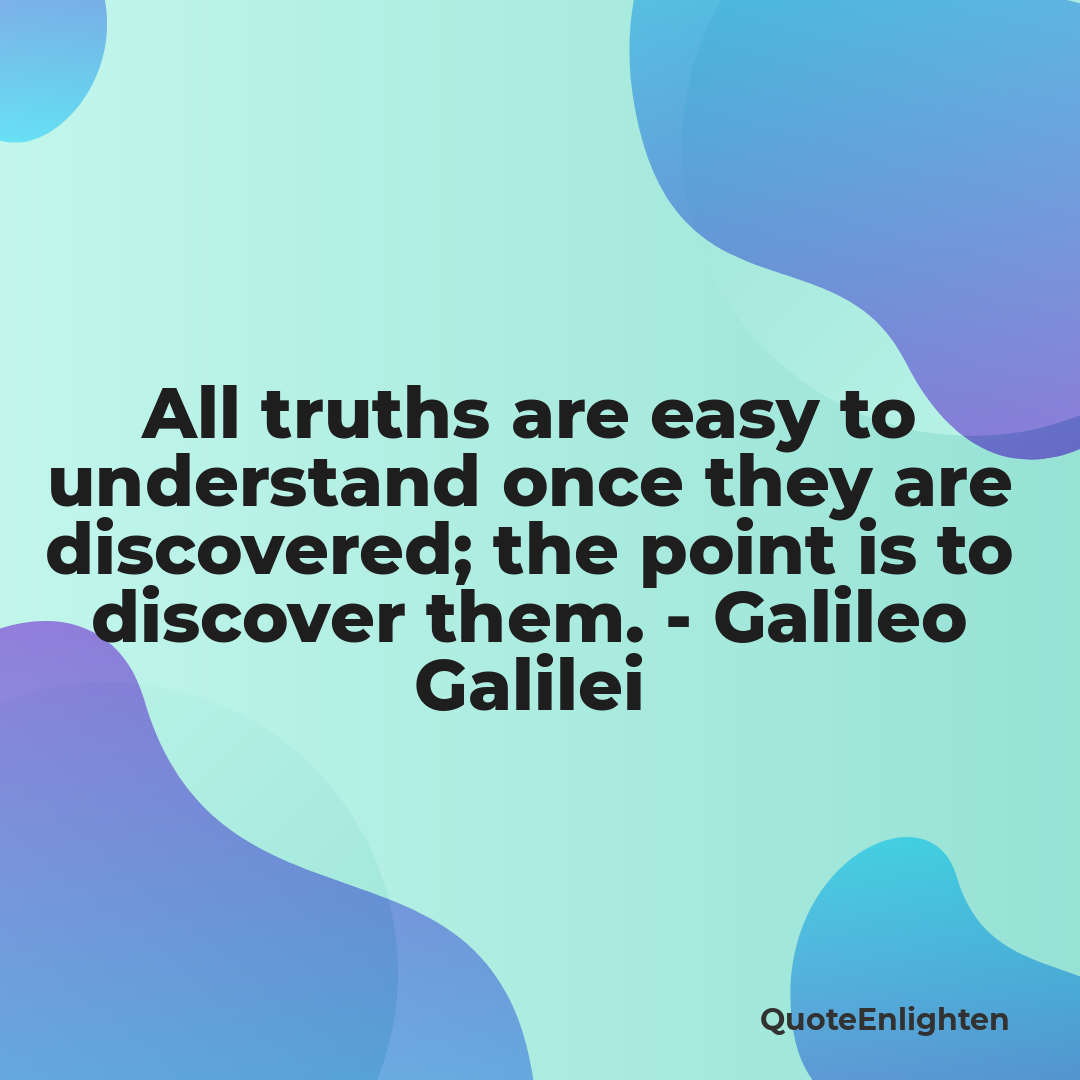 All truths are easy to
understand once they are
discovered; the point is to
discover them. - Galileo
Galilei
QuoteEnlighten